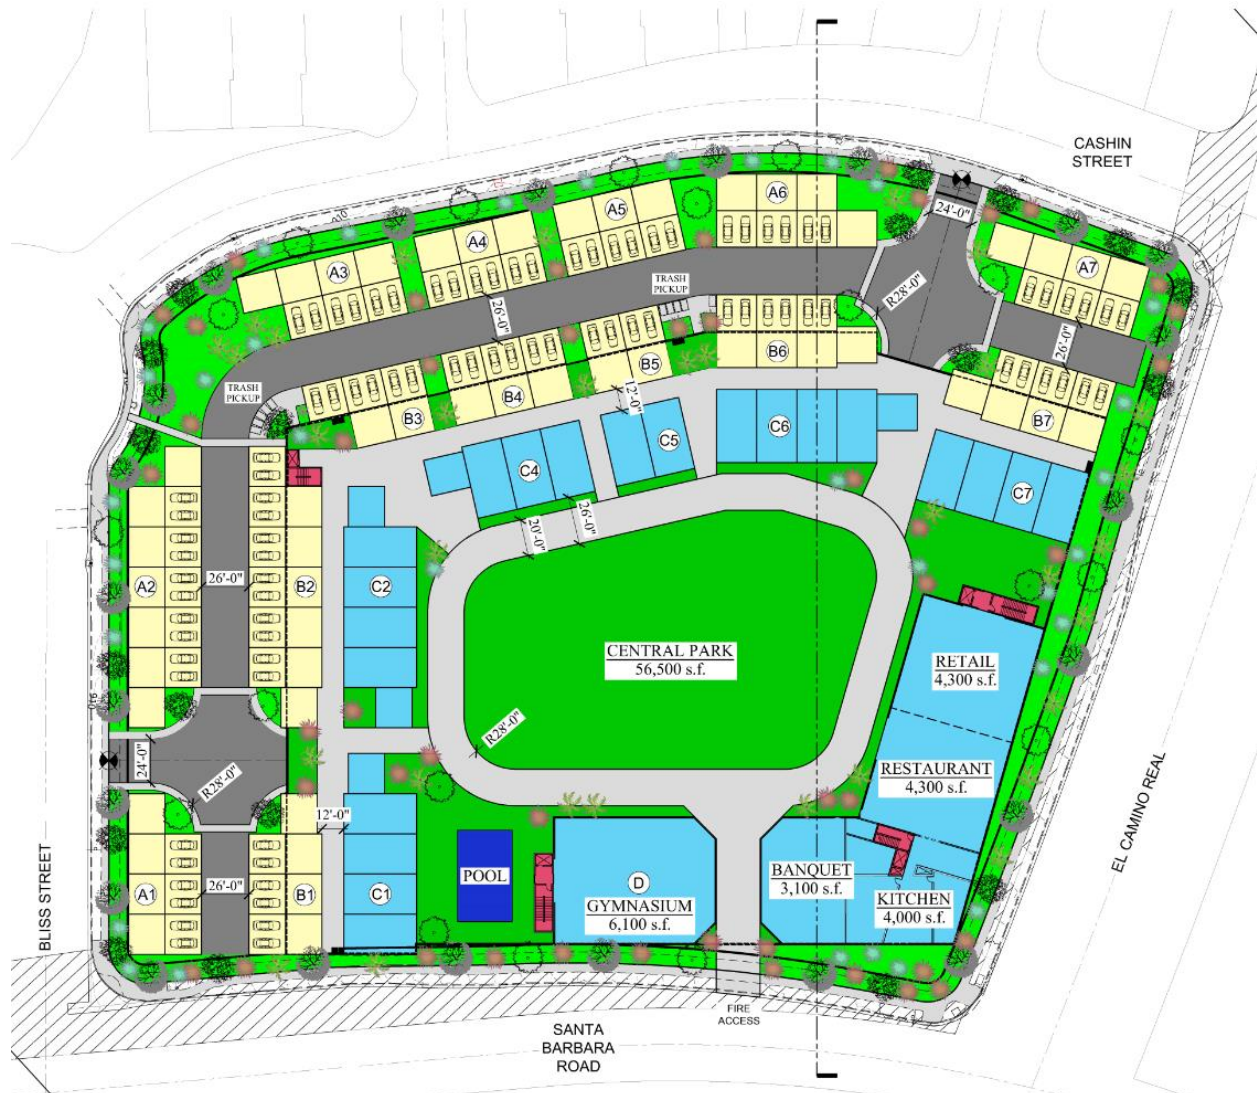 CASHIN
STREET
A6
A5
A4
A3
A7
24'-0"
R28'-0"
TRASH
PICKUP
26'-0"
26'-0"
B6
B5
B4
B3
B7
TRASH
PICKUP
12'-0"
C6
C5
C4
C7
20'-0"
26'-0"
A2
26'-0"
B2
C2
CENTRAL PARK
56,500 s.f.
RETAIL
4,300 s.f.
R28'-0"
24'-0"
R28'-0"
RESTAURANT
4,300 s.f.
12'-0"
A1
26'-0"
B1
C1
POOL
D
GYMNASIUM
6,100 s.f.
BANQUET
3,100 s.f.
KITCHEN
4,000 s.f.
BLISS STREET
EL CAMINO REAL
FIRE
ACCESS
SANTA
BARBARA
ROAD